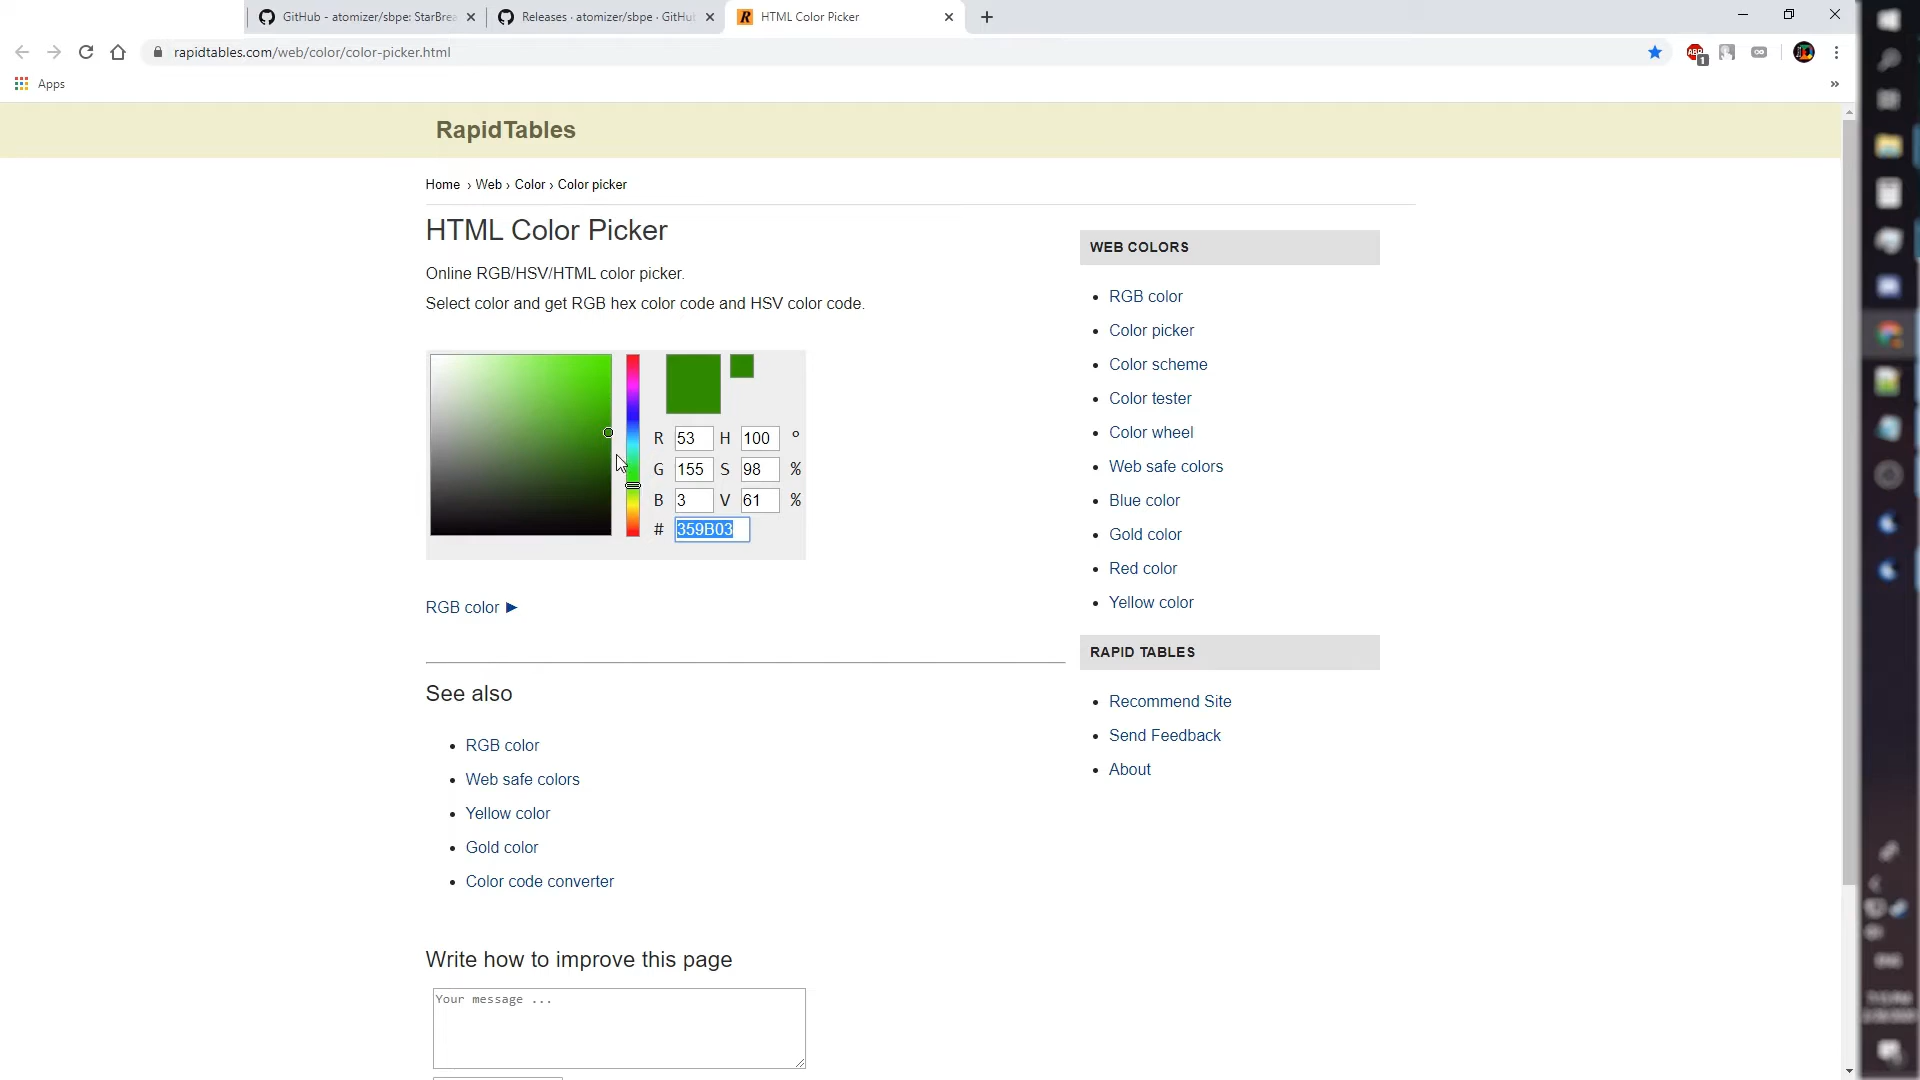 GitHub - atomizer/sbpe: StarBrea
Releases · atomizer/sbpe · GitHu
HTML Color Picker
rapidtables.com/web/color/color-picker.html
ABP
1
Apps
»
RapidTables
Home › Web › Color › Color picker
HTML Color Picker
Online RGB/HSV/HTML color picker.
Select color and get RGB hex color code and HSV color code.
R 53 H 100 º
G 155 S 98 %
B 3 V 61 %
# 359B03
RGB color ►
See also
• RGB color
• Web safe colors
• Yellow color
• Gold color
• Color code converter
Write how to improve this page
Your message ...
WEB COLORS
• RGB color
• Color picker
• Color scheme
• Color tester
• Color wheel
• Web safe colors
• Blue color
• Gold color
• Red color
• Yellow color
RAPID TABLES
• Recommend Site
• Send Feedback
• About